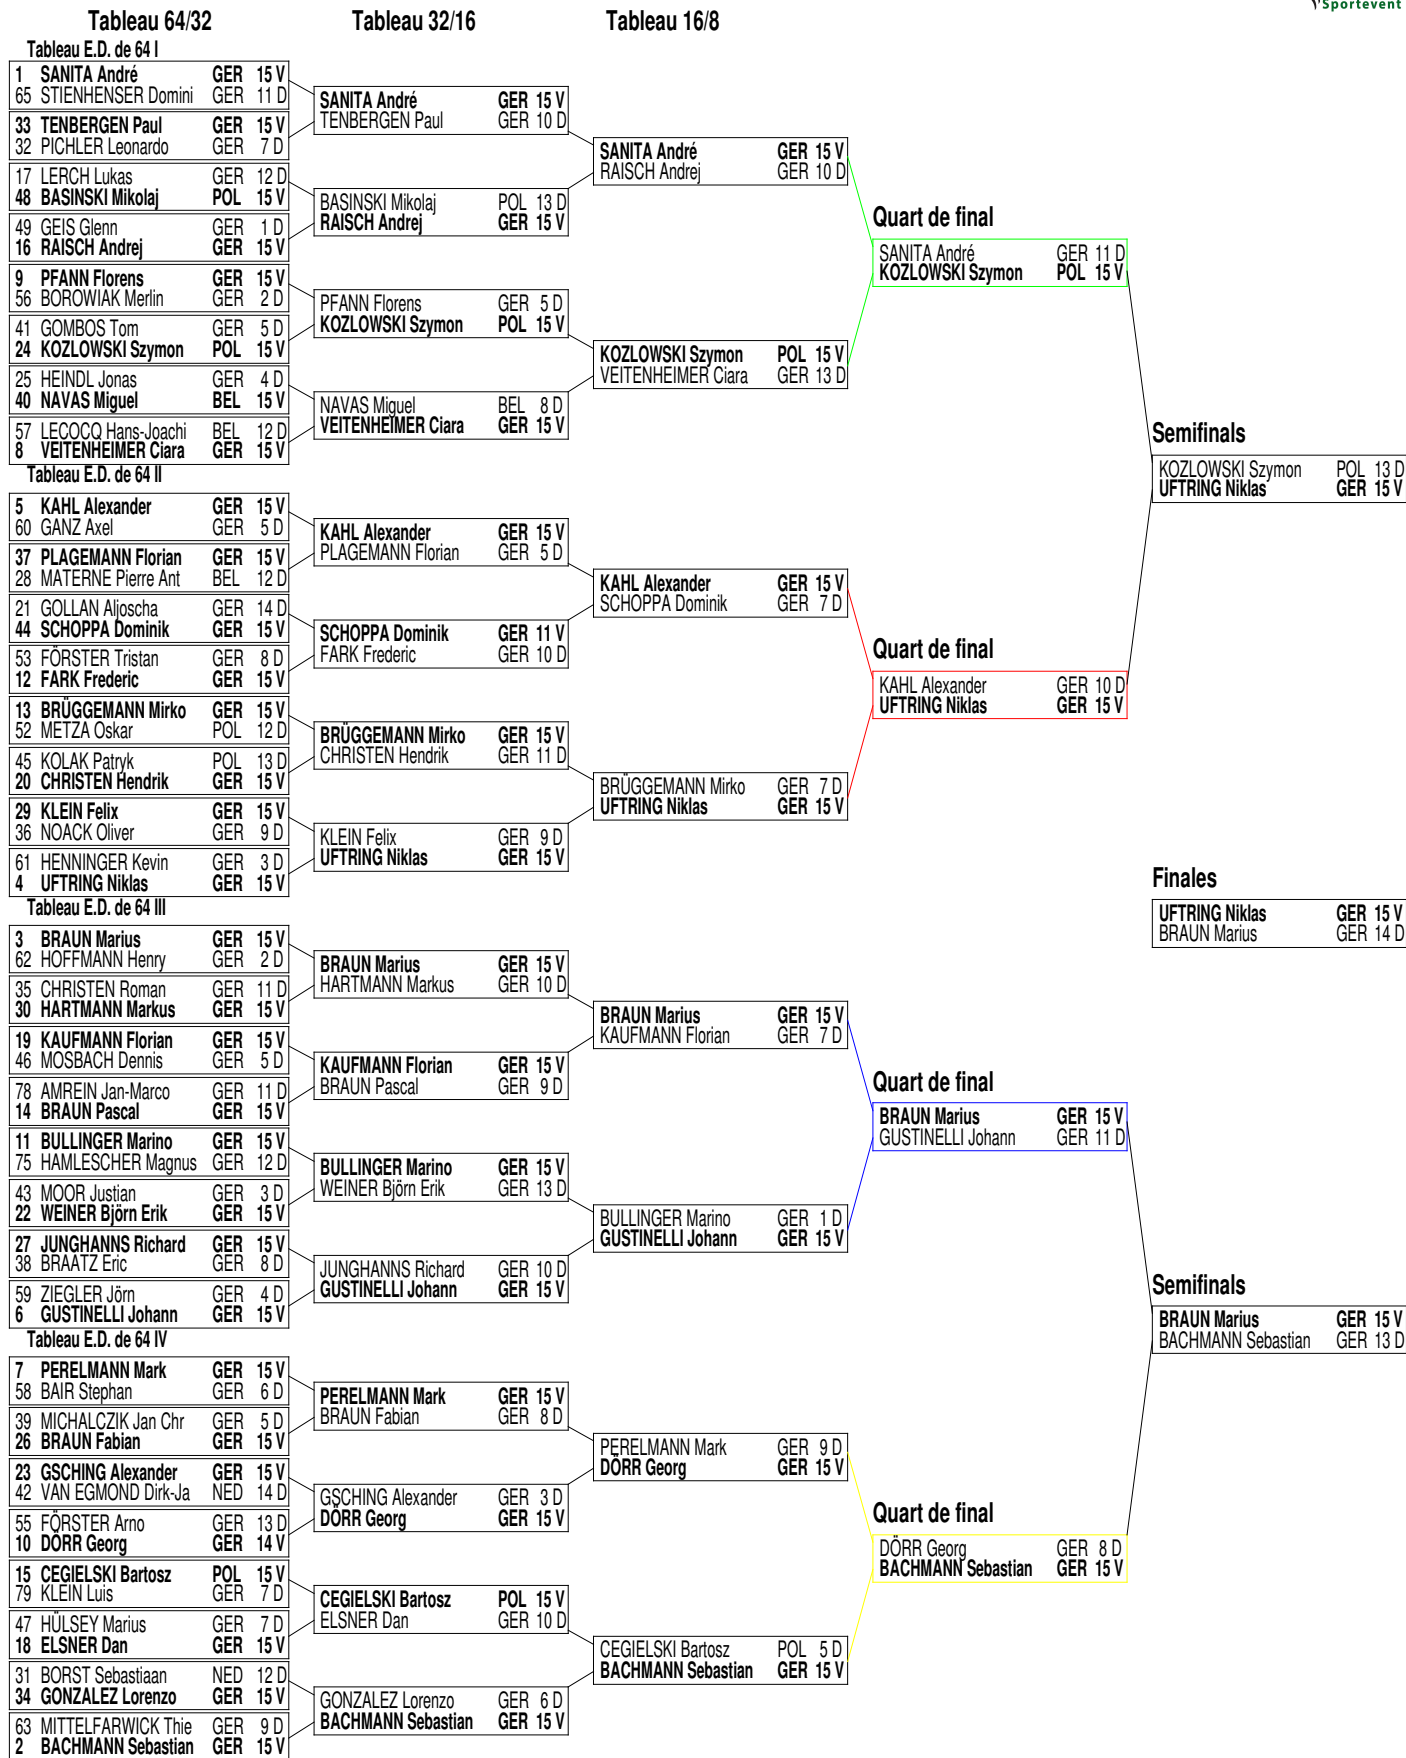 Sportevent
Tableau 64/32
Tableau E.D. de 64 I
1 SANITA André GER 15 V
65 STIENHENSER Domini GER 11 D
33 TENBERGEN Paul GER 15 V
32 PICHLER Leonardo GER 7 D
17 LERCH Lukas GER 12 D
48 BASINSKI Mikolaj POL 15 V
49 GEIS Glenn GER 1 D
16 RAISCH Andrej GER 15 V
9 PFANN Florens GER 15 V
56 BOROWIAK Merlin GER 2 D
41 GOMBOS Tom GER 5 D
24 KOZLOWSKI Szymon POL 15 V
25 HEINDL Jonas GER 4 D
40 NAVAS Miguel BEL 15 V
57 LECOCQ Hans-Joachi BEL 12 D
8 VEITENHEIMER Ciara GER 15 V
Tableau E.D. de 64 II
5 KAHL Alexander GER 15 V
60 GANZ Axel GER 5 D
37 PLAGEMANN Florian GER 15 V
28 MATERNE Pierre Ant BEL 12 D
21 GOLLAN Aljoscha GER 14 D
44 SCHOPPA Dominik GER 15 V
53 FÖRSTER Tristan GER 8 D
12 FARK Frederic GER 15 V
13 BRÜGGEMANN Mirko GER 15 V
52 METZA Oskar POL 12 D
45 KOLAK Patryk POL 13 D
20 CHRISTEN Hendrik GER 15 V
29 KLEIN Felix GER 15 V
36 NOACK Oliver GER 9 D
61 HENNINGER Kevin GER 3 D
4 UFTRING Niklas GER 15 V
Tableau E.D. de 64 III
3 BRAUN Marius GER 15 V
62 HOFFMANN Henry GER 2 D
35 CHRISTEN Roman GER 11 D
30 HARTMANN Markus GER 15 V
19 KAUFMANN Florian GER 15 V
46 MOSBACH Dennis GER 5 D
78 AMREIN Jan-Marco GER 11 D
14 BRAUN Pascal GER 15 V
11 BULLINGER Marino GER 15 V
75 HAMLESCHER Magnus GER 12 D
43 MOOR Justian GER 3 D
22 WEINER Björn Erik GER 15 V
27 JUNGHANNS Richard GER 15 V
38 BRAATZ Eric GER 8 D
59 ZIEGLER Jörn GER 4 D
6 GUSTINELLI Johann GER 15 V
Tableau E.D. de 64 IV
7 PERELMANN Mark GER 15 V
58 BAIR Stephan GER 6 D
39 MICHALCZIK Jan Chr GER 5 D
26 BRAUN Fabian GER 15 V
23 GSCHING Alexander GER 15 V
42 VAN EGMOND Dirk-Ja NED 14 D
55 FÖRSTER Arno GER 13 D
10 DÖRR Georg GER 14 V
15 CEGIELSKI Bartosz POL 15 V
79 KLEIN Luis GER 7 D
47 HÜLSEY Marius GER 7 D
18 ELSNER Dan GER 15 V
31 BORST Sebastiaan NED 12 D
34 GONZALEZ Lorenzo GER 15 V
63 MITTELFARWICK Thie GER 9 D
2 BACHMANN Sebastian GER 15 V
Tableau 32/16
SANITA André GER 15 V
TENBERGEN Paul GER 10 D
BASINSKI Mikolaj POL 13 D
RAISCH Andrej GER 15 V
PFANN Florens GER 5 D
KOZLOWSKI Szymon POL 15 V
NAVAS Miguel BEL 8 D
VEITENHEIMER Ciara GER 15 V
KAHL Alexander GER 15 V
PLAGEMANN Florian GER 5 D
SCHOPPA Dominik GER 11 V
FARK Frederic GER 10 D
BRÜGGEMANN Mirko GER 15 V
CHRISTEN Hendrik GER 11 D
KLEIN Felix GER 9 D
UFTRING Niklas GER 15 V
BRAUN Marius GER 15 V
HARTMANN Markus GER 10 D
KAUFMANN Florian GER 15 V
BRAUN Pascal GER 9 D
BULLINGER Marino GER 15 V
WEINER Björn Erik GER 13 D
JUNGHANNS Richard GER 10 D
GUSTINELLI Johann GER 15 V
PERELMANN Mark GER 15 V
BRAUN Fabian GER 8 D
GSCHING Alexander GER 3 D
DÖRR Georg GER 15 V
CEGIELSKI Bartosz POL 15 V
ELSNER Dan GER 10 D
GONZALEZ Lorenzo GER 6 D
BACHMANN Sebastian GER 15 V
Tableau 16/8
SANITA André GER 15 V
RAISCH Andrej GER 10 D
KOZLOWSKI Szymon POL 15 V
VEITENHEIMER Ciara GER 13 D
KAHL Alexander GER 15 V
SCHOPPA Dominik GER 7 D
BRÜGGEMANN Mirko GER 7 D
UFTRING Niklas GER 15 V
BRAUN Marius GER 15 V
KAUFMANN Florian GER 7 D
BULLINGER Marino GER 1 D
GUSTINELLI Johann GER 15 V
PERELMANN Mark GER 9 D
DÖRR Georg GER 15 V
CEGIELSKI Bartosz POL 5 D
BACHMANN Sebastian GER 15 V
Quart de final
SANITA André GER 11 D
KOZLOWSKI Szymon POL 15 V
Quart de final
KAHL Alexander GER 10 D
UFTRING Niklas GER 15 V
Quart de final
BRAUN Marius GER 15 V
GUSTINELLI Johann GER 11 D
Quart de final
DÖRR Georg GER 8 D
BACHMANN Sebastian GER 15 V
Semifinals
KOZLOWSKI Szymon POL 13 D
UFTRING Niklas GER 15 V
Finales
UFTRING Niklas GER 15 V
BRAUN Marius GER 14 D
Semifinals
BRAUN Marius GER 15 V
BACHMANN Sebastian GER 13 D